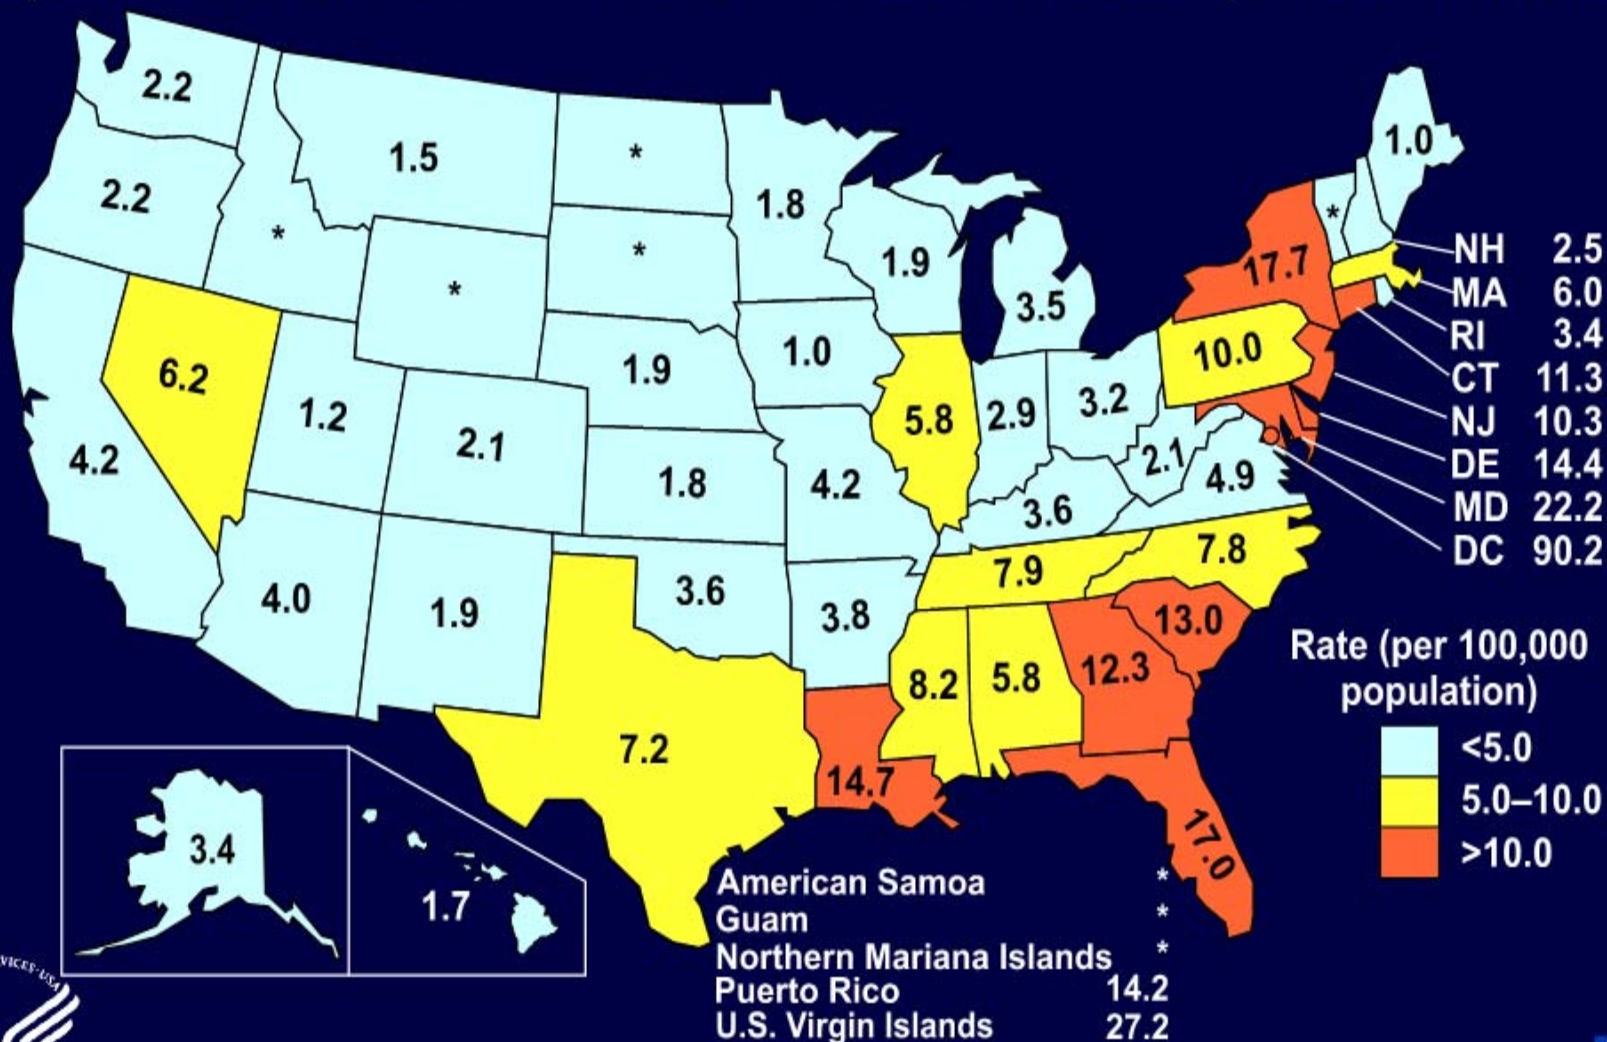 2.2
1.5
*
1.8
1.0
2.2
*
*
*
*
1.9
3.5
17.7
NH 2.5
MA 6.0
RI 3.4
CT 11.3
NJ 10.3
DE 14.4
MD 22.2
DC 90.2
6.2
1.2
2.1
1.9
1.0
5.8
2.9
3.2
10.0
4.2
1.8
4.2
3.6
2.1
4.9
4.0
1.9
3.6
3.8
7.9
7.8
7.2
14.7
8.2
5.8
12.3
13.0
17.0
Rate (per 100,000
population)
<5.0
5.0–10.0
>10.0
3.4
1.7
American Samoa *
Guam *
Northern Mariana Islands *
Puerto Rico 14.2
U.S. Virgin Islands 27.2
VICES·USA